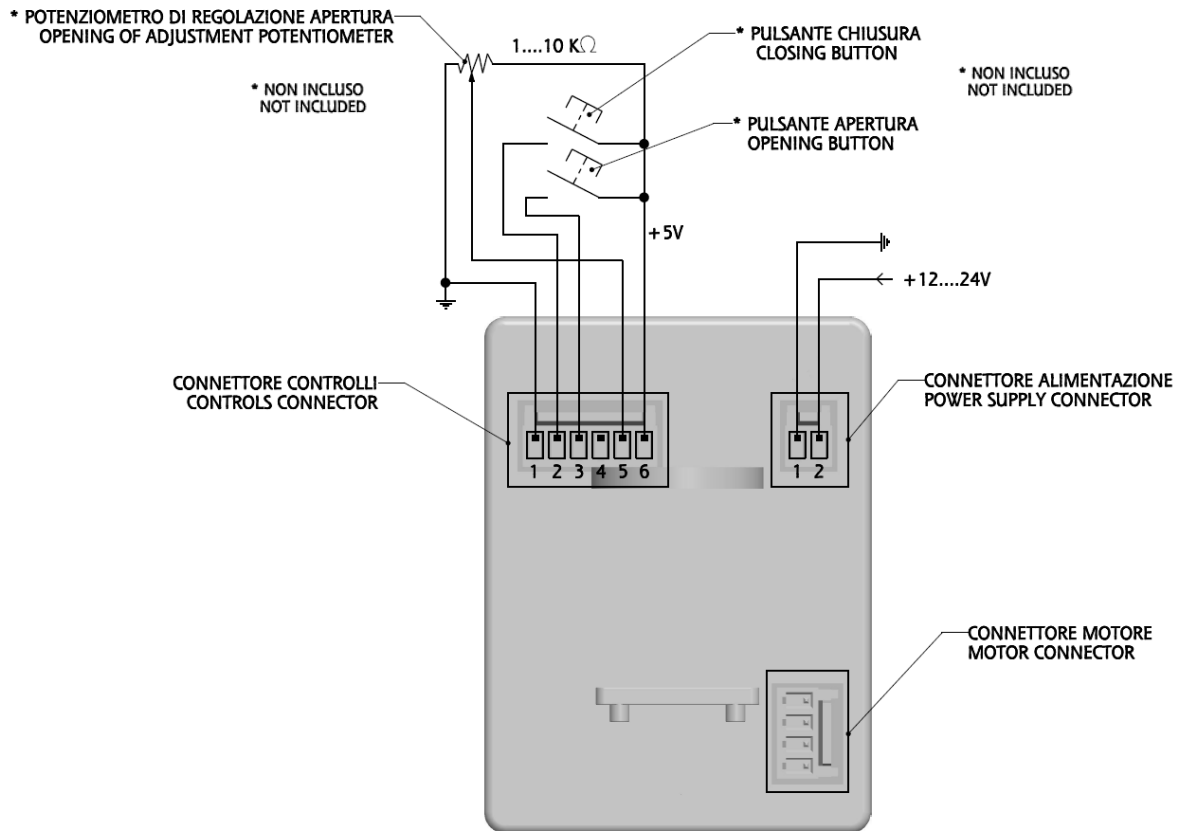 * POTENZIOMETRO DI REGOLAZIONE APERTURA
OPENING OF ADJUSTMENT POTENTIOMETER
1....10 KΩ
* PULSANTE CHIUSURA
CLOSING BUTTON
* NON INCLUSO
NOT INCLUDED
* NON INCLUSO
NOT INCLUDED
* PULSANTE APERTURA
OPENING BUTTON
+5V
+12....24V
CONNETTORE CONTROLLI
CONTROLS CONNECTOR
CONNETTORE ALIMENTAZIONE
POWER SUPPLY CONNECTOR
1 2 3 4 5 6
1 2
CONNETTORE MOTORE
MOTOR CONNECTOR